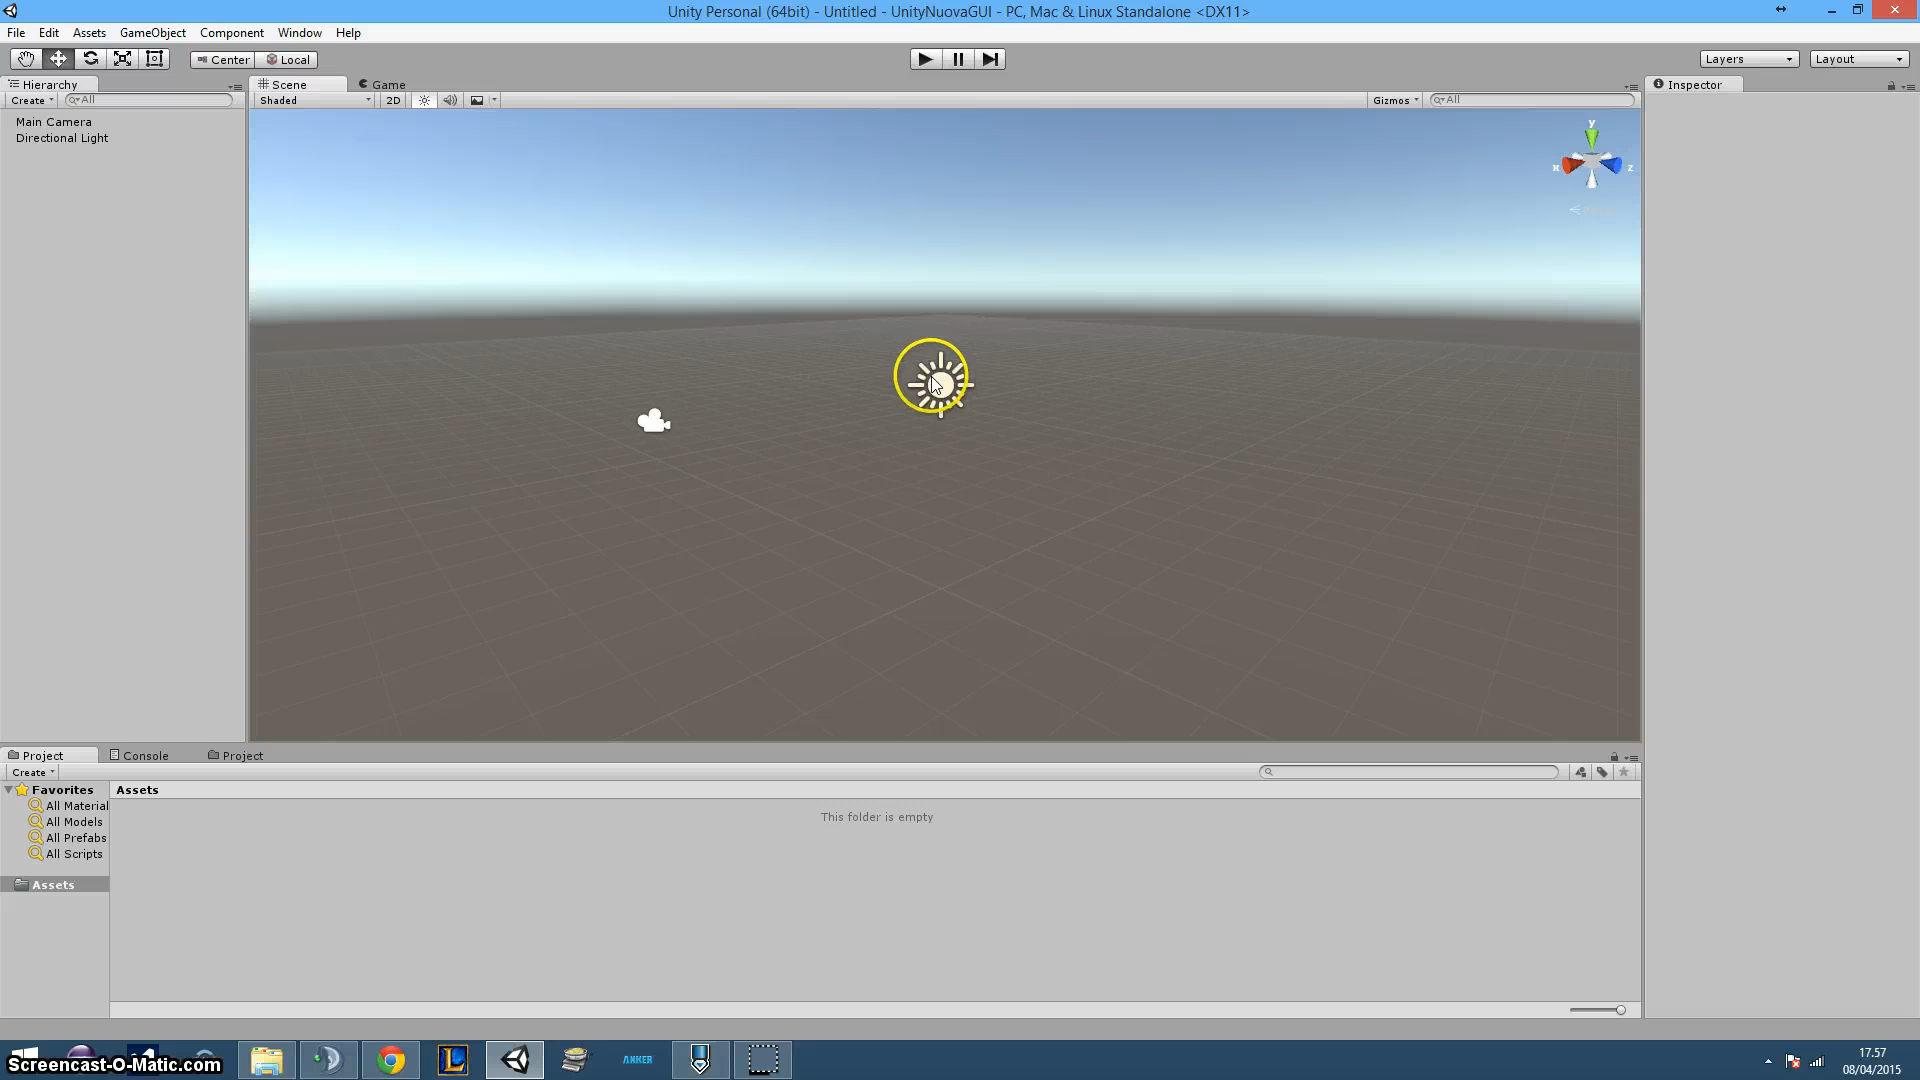 Unity Personal (64bit) - Untitled - UnityNuovaGUI - PC, Mac & Linux Standalone <DX11>
File Edit Assets GameObject Component Window Help
Center Local Layers Layout
Hierarchy Scene Game Inspector
Create All Shaded 2D Gizmos All
Main Camera
Directional Light
y
x z
Project Console Project
Create
Favorites Assets
All Material
All Models
All Prefabs
All Scripts
Assets
This folder is empty
ANKER
17.57
08/04/2015
Screencast-O-Matic.com